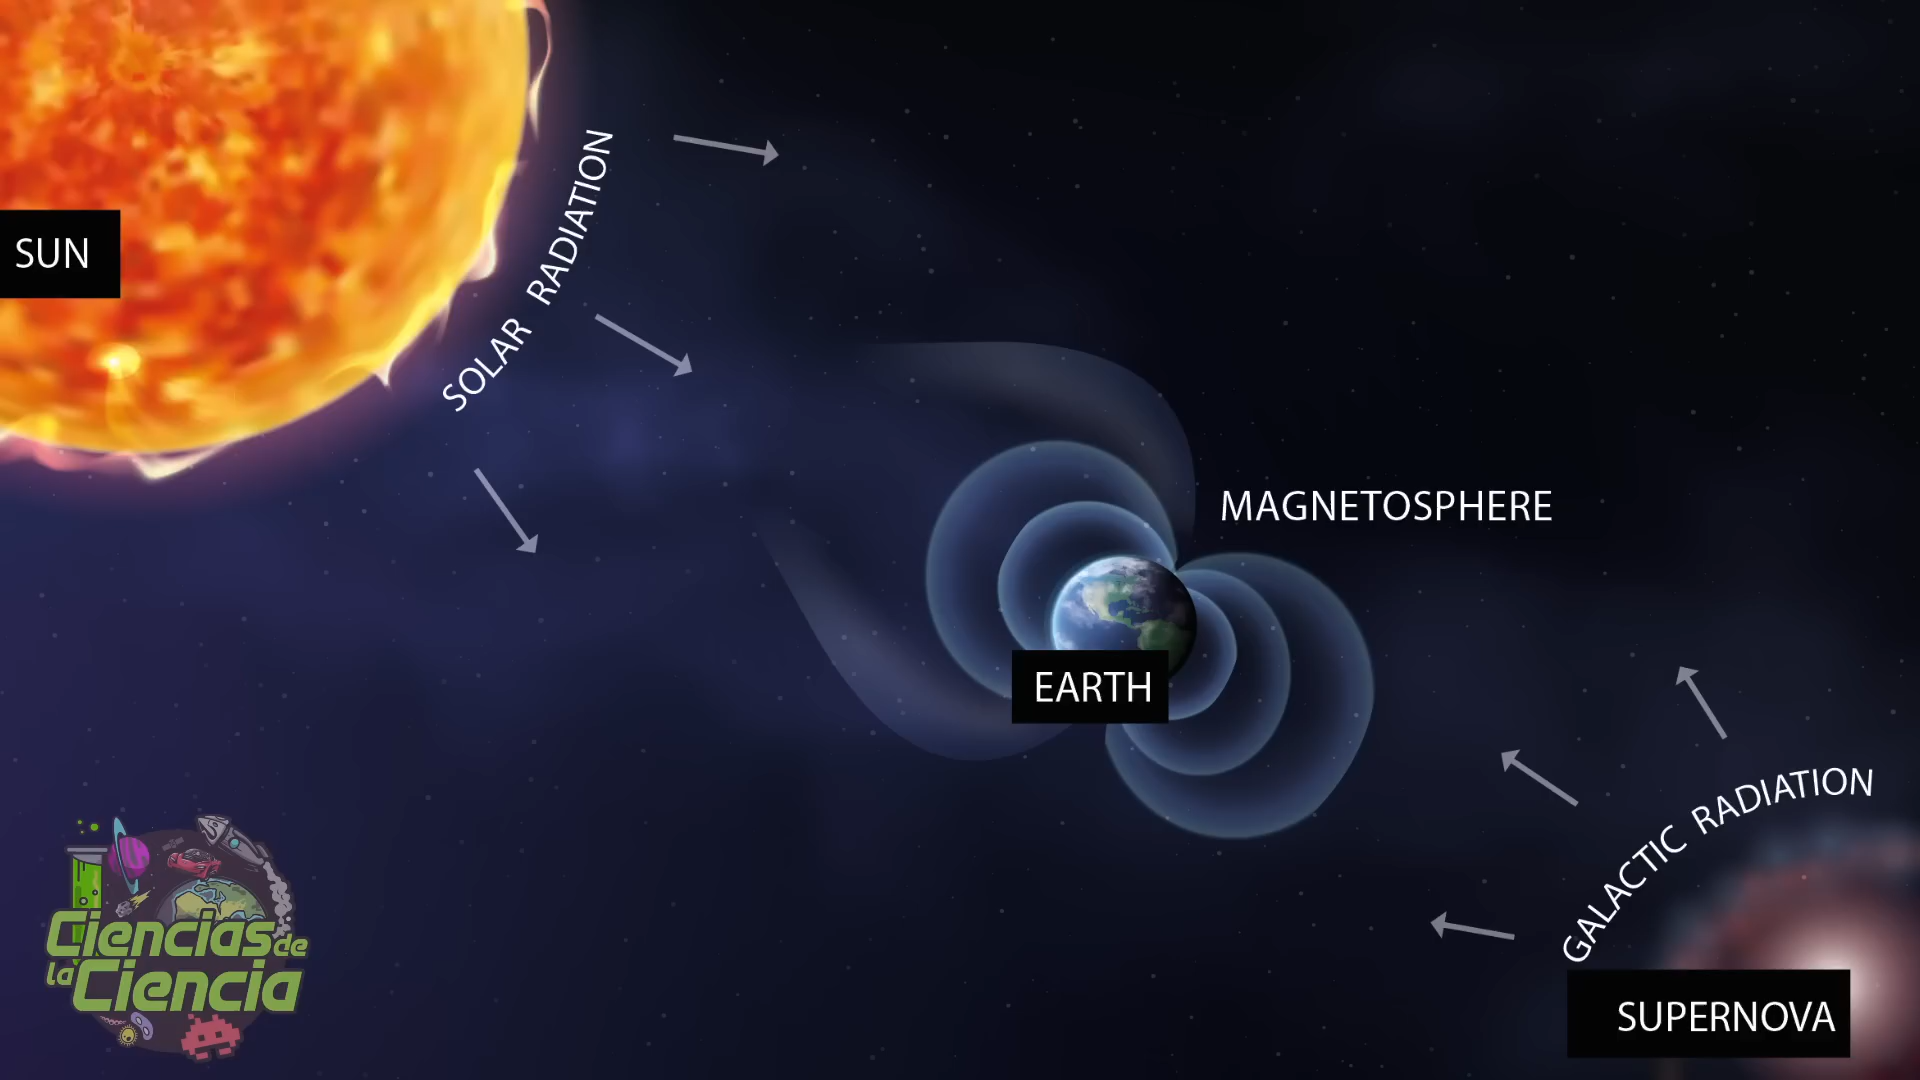 SUN
SOLAR RADIATION
MAGNETOSPHERE
EARTH
GALACTIC RADIATION
SUPERNOVA
Ciencias de
la Ciencia